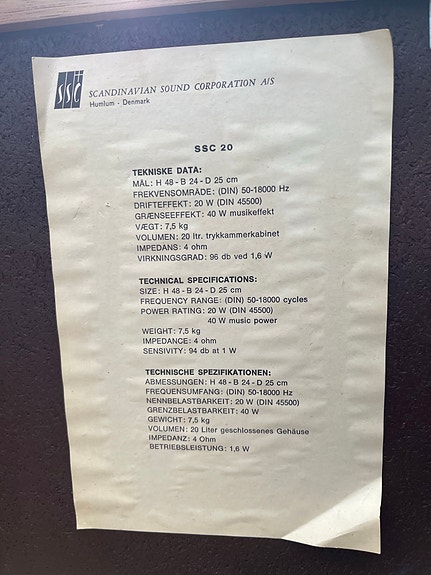 SSC
SCANDINAVIAN SOUND CORPORATION A/S
Humlum - Denmark
SSC 20
TEKNISKE DATA:
MÅL: H 48 - B 24 - D 25 cm
FREKVENSOMRÅDE: (DIN) 50-18000 Hz
DRIFTEFFEKT: 20 W (DIN 45500)
GRÆNSEEFFEKT: 40 W musikeffekt
VÆGT: 7,5 kg
VOLUMEN: 20 ltr. trykkammerkabinet
IMPEDANS: 4 ohm
VIRKNINGSGRAD: 96 db ved 1,6 W
TECHNICAL SPECIFICATIONS:
SIZE: H 48 - B 24 - D 25 cm
FREQUENCY RANGE: (DIN) 50-18000 cycles
POWER RATING: 20 W (DIN 45500)
40 W music power
WEIGHT: 7,5 kg
IMPEDANCE: 4 ohm
SENSIVITY: 94 db at 1 W
TECHNISCHE SPEZIFIKATIONEN:
ABMESSUNGEN: H 48 - B 24 - D 25 cm
FREQUENSUMFANG: (DIN) 50-18000 Hz
NENNBELASTBARKEIT: 20 W (DIN 45500)
GRENZBELASTBARKEIT: 40 W
GEWICHT: 7,5 kg
VOLUMEN: 20 Liter geschlossenes Gehäuse
IMPEDANZ: 4 Ohm
BETRIEBSLEISTUNG: 1,6 W